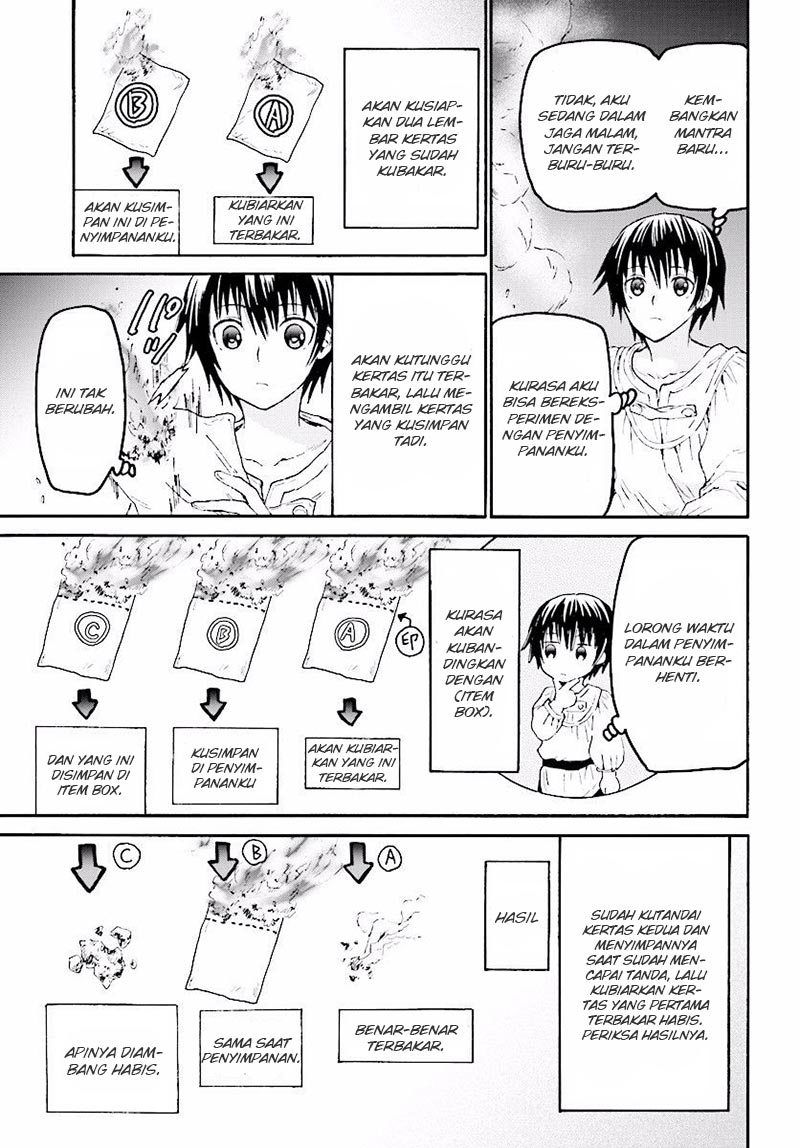 KEM-
BANGKAN
MANTRA
BARU...
TIDAK, AKU
SEDANG DALAM
JAGA MALAM,
JANGAN TER-
BURU-BURU.
KURASA AKU
BISA BEREKS-
PERIMEN DE-
NGAN PENYIM-
PANANKU.
AKAN KUSIAP-
KAN DUA LEM-
BAR KERTAS
YANG SUDAH
KUBAKAR.
A
KUBIARKAN
YANG INI
TERBAKAR.
B
AKAN KUSIM-
PAN INI DI PE-
NYIMPANANKU.
AKAN KUTUNGGU
KERTAS ITU TER-
BAKAR, LALU ME-
NGAMBIL KERTAS
YANG KUSIMPAN
TADI.
INI TAK
BERUBAH.
LORONG WAKTU
DALAM PENYIM-
PANANKU BER-
HENTI.
KURASA
AKAN
KUBAN-
DINGKAN
DENGAN
(ITEM
BOX).
EP
A
AKAN KUBIAR-
KAN YANG INI
TERBAKAR.
B
KUSIMPAN
DI PENYIM-
PANANKU
C
DAN YANG INI
DISIMPAN DI
ITEM BOX.
SUDAH KUTANDAI
KERTAS KEDUA DAN
MENYIMPANNYA
SAAT SUDAH MEN-
CAPAI TANDA, LALU
KUBIARKAN KER-
TAS YANG PERTAMA
TERBAKAR HABIS.
PERIKSA HASILNYA.
HASIL
A
BENAR-BENAR
TERBAKAR.
B
SAMA SAAT
PENYIMPANAN.
C
APINYA DIAM-
BANG HABIS.